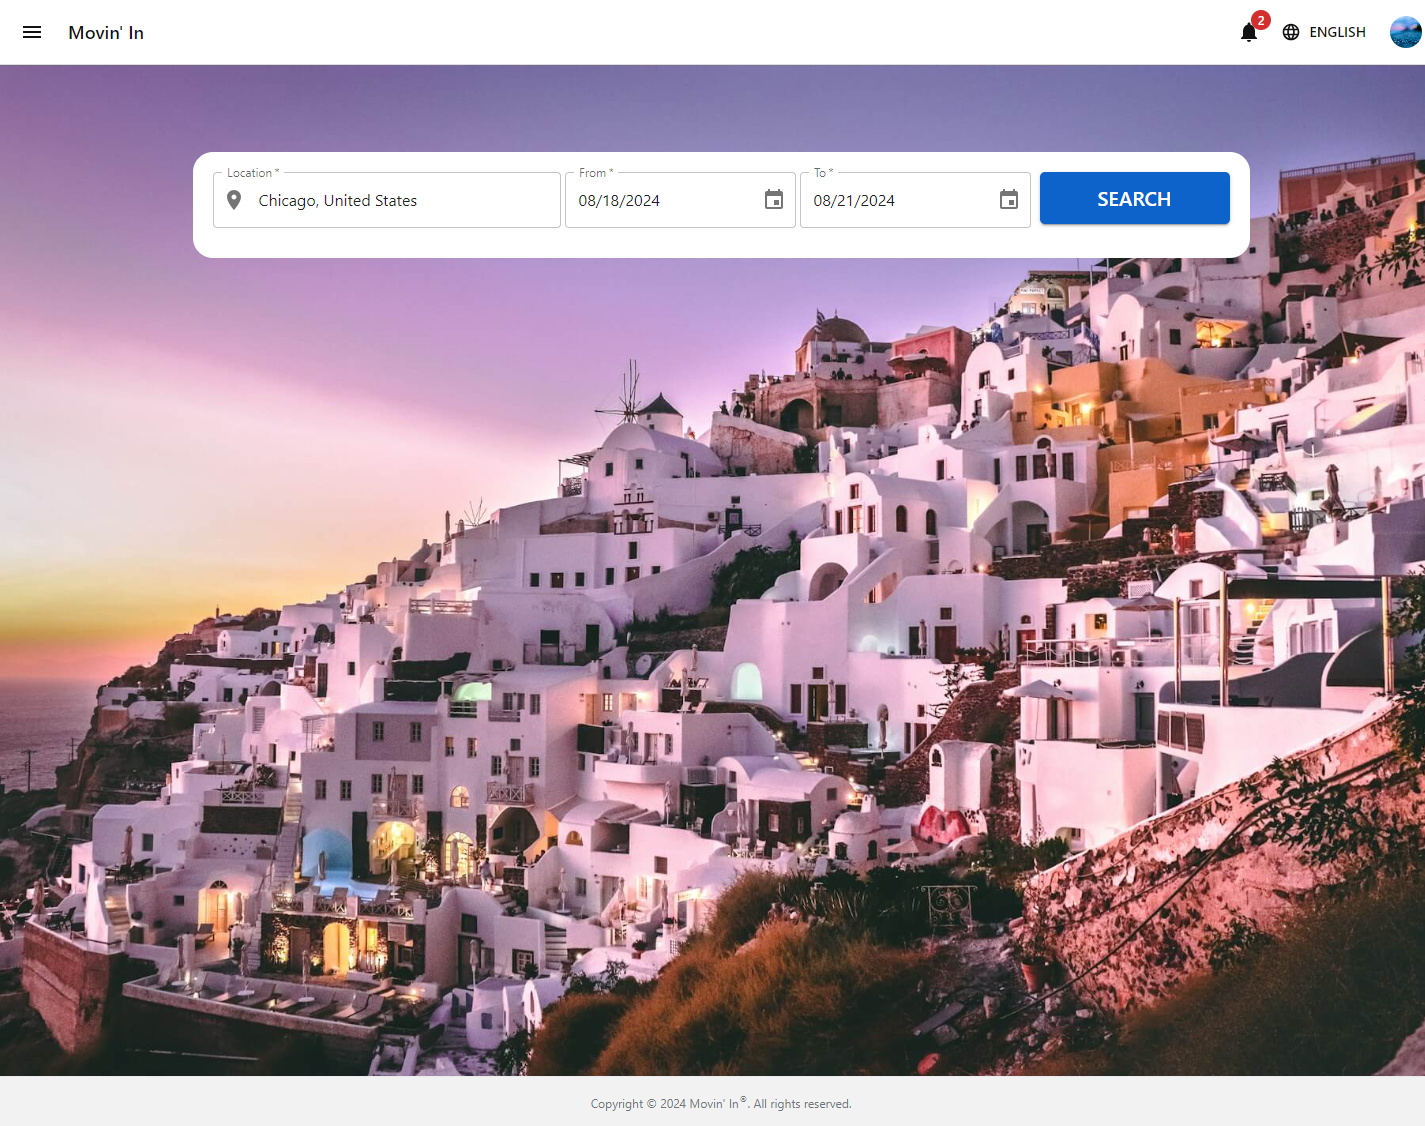 Movin' In
2
ENGLISH
Location *
From *
To *
Chicago, United States
08/18/2024
08/21/2024
SEARCH
Copyright © 2024 Movin' In®. All rights reserved.